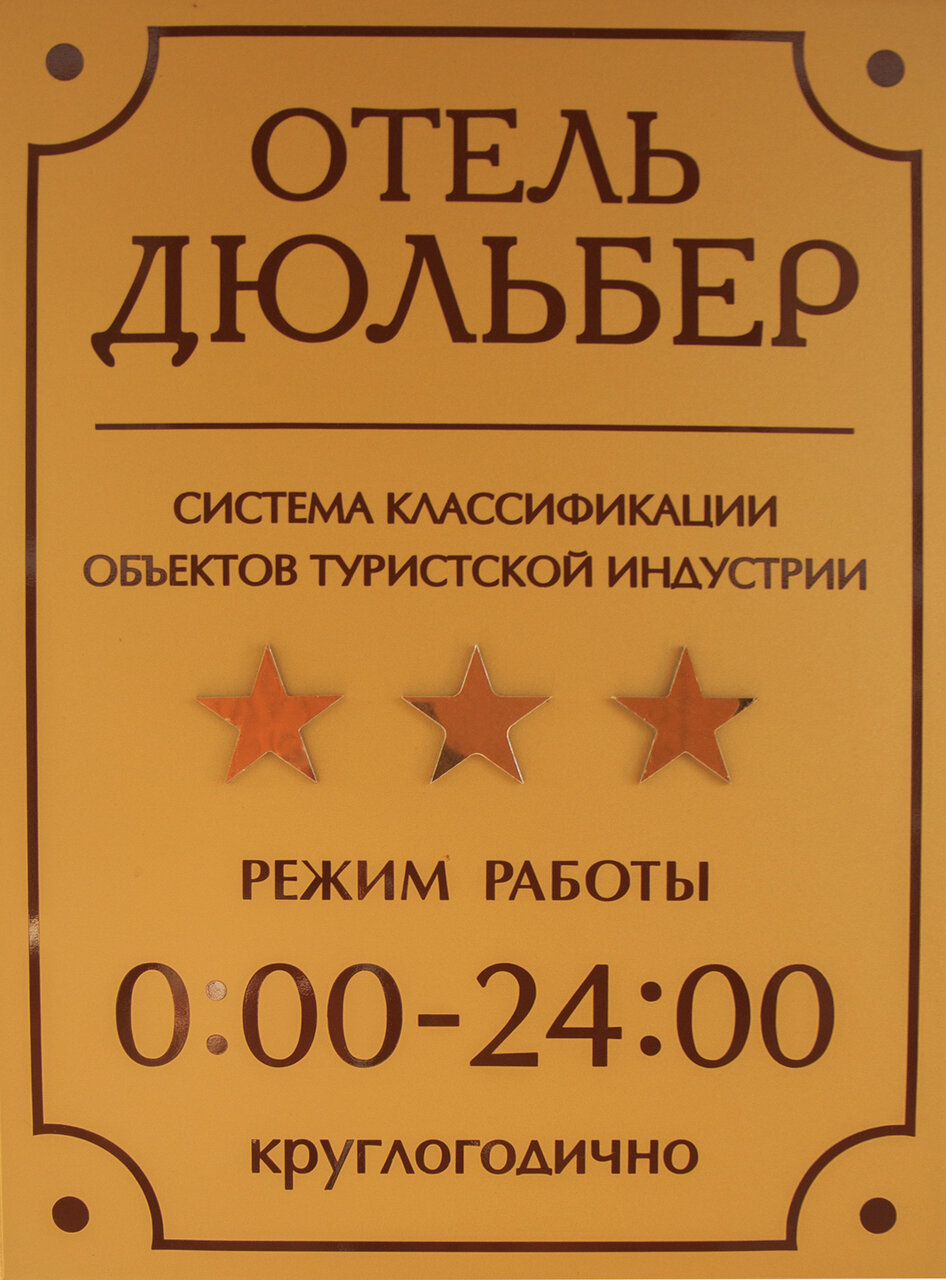 ОТЕЛЬ
ДЮЛЬБЕР
СИСТЕМА КЛАССИФИКАЦИИ
ОБЪЕКТОВ ТУРИСТСКОЙ ИНДУСТРИИ
РЕЖИМ РАБОТЫ
0:00-24:00
круглогодично